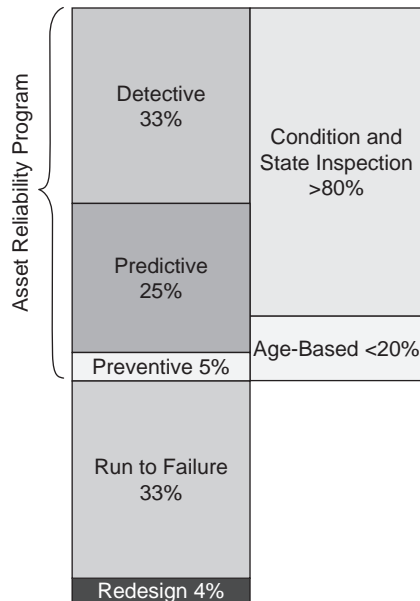 Asset Reliability Program
Detective
33%
Condition and
State Inspection
>80%
Predictive
25%
Age-Based <20%
Preventive 5%
Run to Failure
33%
Redesign 4%